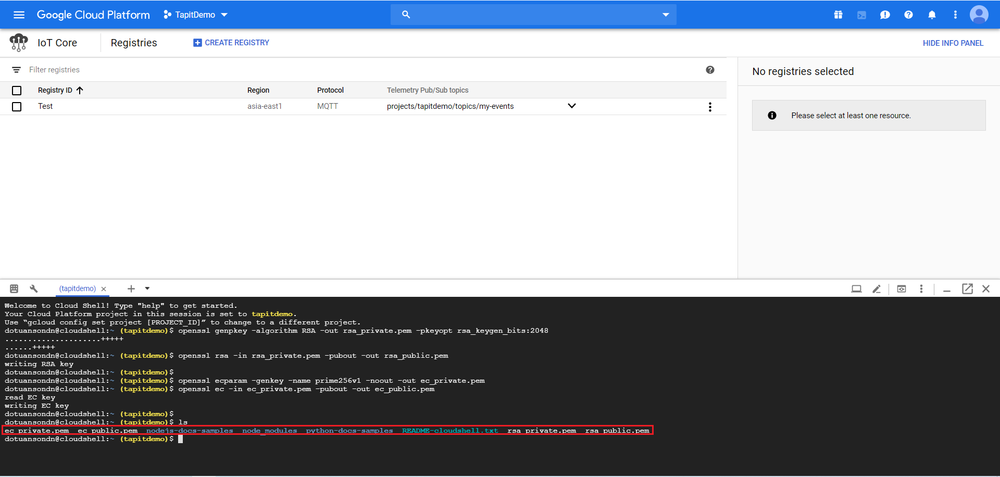 Google Cloud Platform TapitDemo
IoT Core Registries CREATE REGISTRY HIDE INFO PANEL
Filter registries
No registries selected
Registry ID Region Protocol Telemetry Pub/Sub topics
Test asia-east1 MQTT projects/tapitdemo/topics/my-events
Please select at least one resource.
(tapitdemo)
Welcome to Cloud Shell! Type "help" to get started.
Your Cloud Platform project in this session is set to tapitdemo.
Use “gcloud config set project [PROJECT_ID]” to change to a different project.
dotuansondn@cloudshell:~ (tapitdemo)$ openssl genpkey -algorithm RSA -out rsa_private.pem -pkeyopt rsa_keygen_bits:2048
.....................+++++
......+++++
dotuansondn@cloudshell:~ (tapitdemo)$ openssl rsa -in rsa_private.pem -pubout -out rsa_public.pem
writing RSA key
dotuansondn@cloudshell:~ (tapitdemo)$
dotuansondn@cloudshell:~ (tapitdemo)$ openssl ecparam -genkey -name prime256v1 -noout -out ec_private.pem
dotuansondn@cloudshell:~ (tapitdemo)$ openssl ec -in ec_private.pem -pubout -out ec_public.pem
read EC key
writing EC key
dotuansondn@cloudshell:~ (tapitdemo)$
dotuansondn@cloudshell:~ (tapitdemo)$ ls
ec_private.pem ec_public.pem nodejs-docs-samples node_modules python-docs-samples README-cloudshell.txt rsa_private.pem rsa_public.pem
dotuansondn@cloudshell:~ (tapitdemo)$